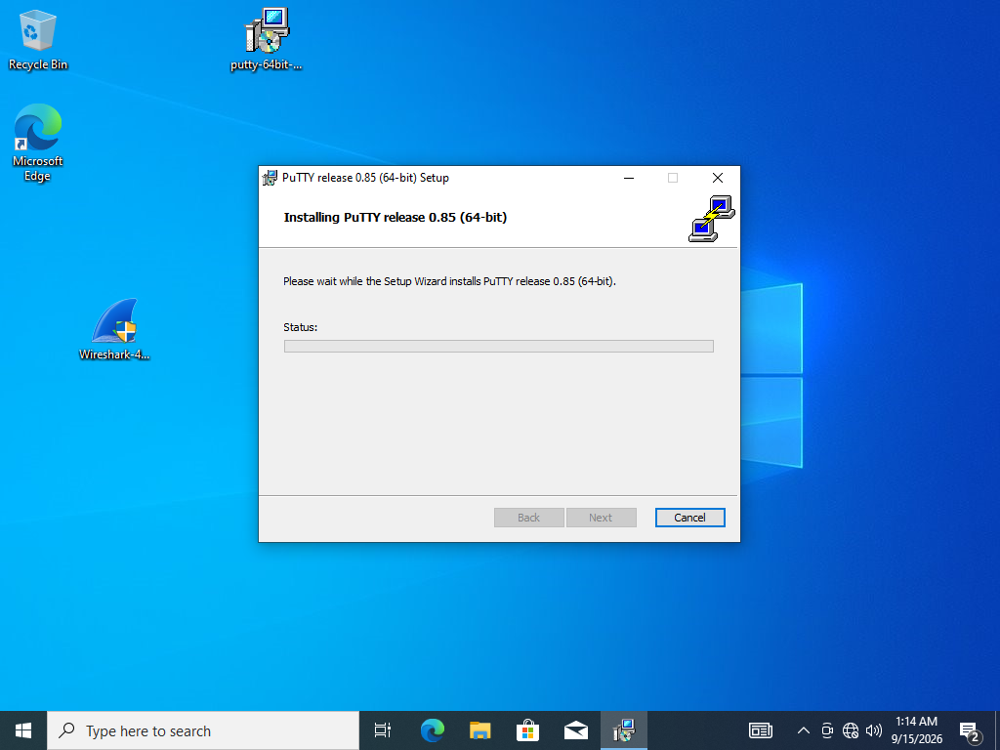 Recycle Bin
putty-64bit-...
Microsoft
Edge
Wireshark-4...
PuTTY release 0.85 (64-bit) Setup
Installing PuTTY release 0.85 (64-bit)
Please wait while the Setup Wizard installs PuTTY release 0.85 (64-bit).
Status:
Back
Next
Cancel
Type here to search
1:14 AM
9/15/2026
2